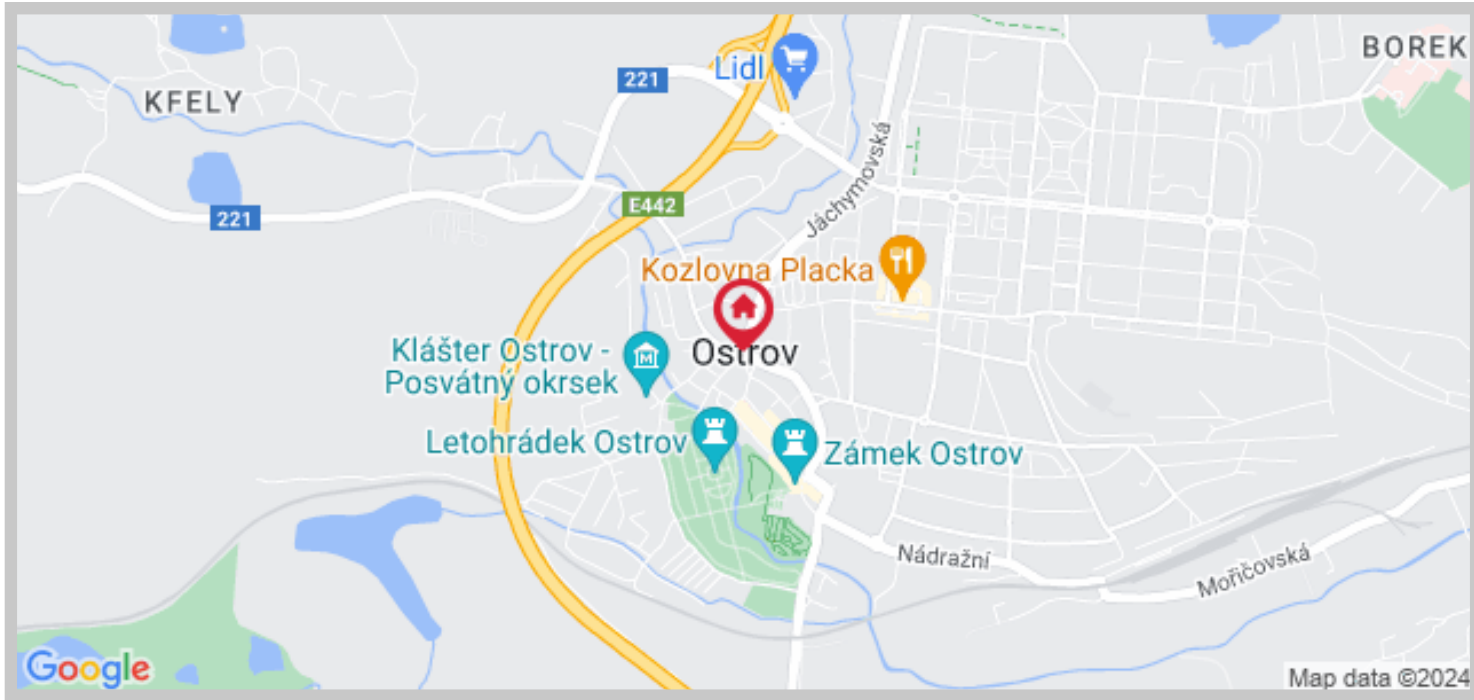 BOREK
Lidl
221
KFELY
Jáchymovská
E442
221
Kozlovna Placka
Klášter Ostrov -
Posvátný okrsek
Ostrov
Letohrádek Ostrov
Zámek Ostrov
Nádražní
Mořičovská
Google
Map data ©2024